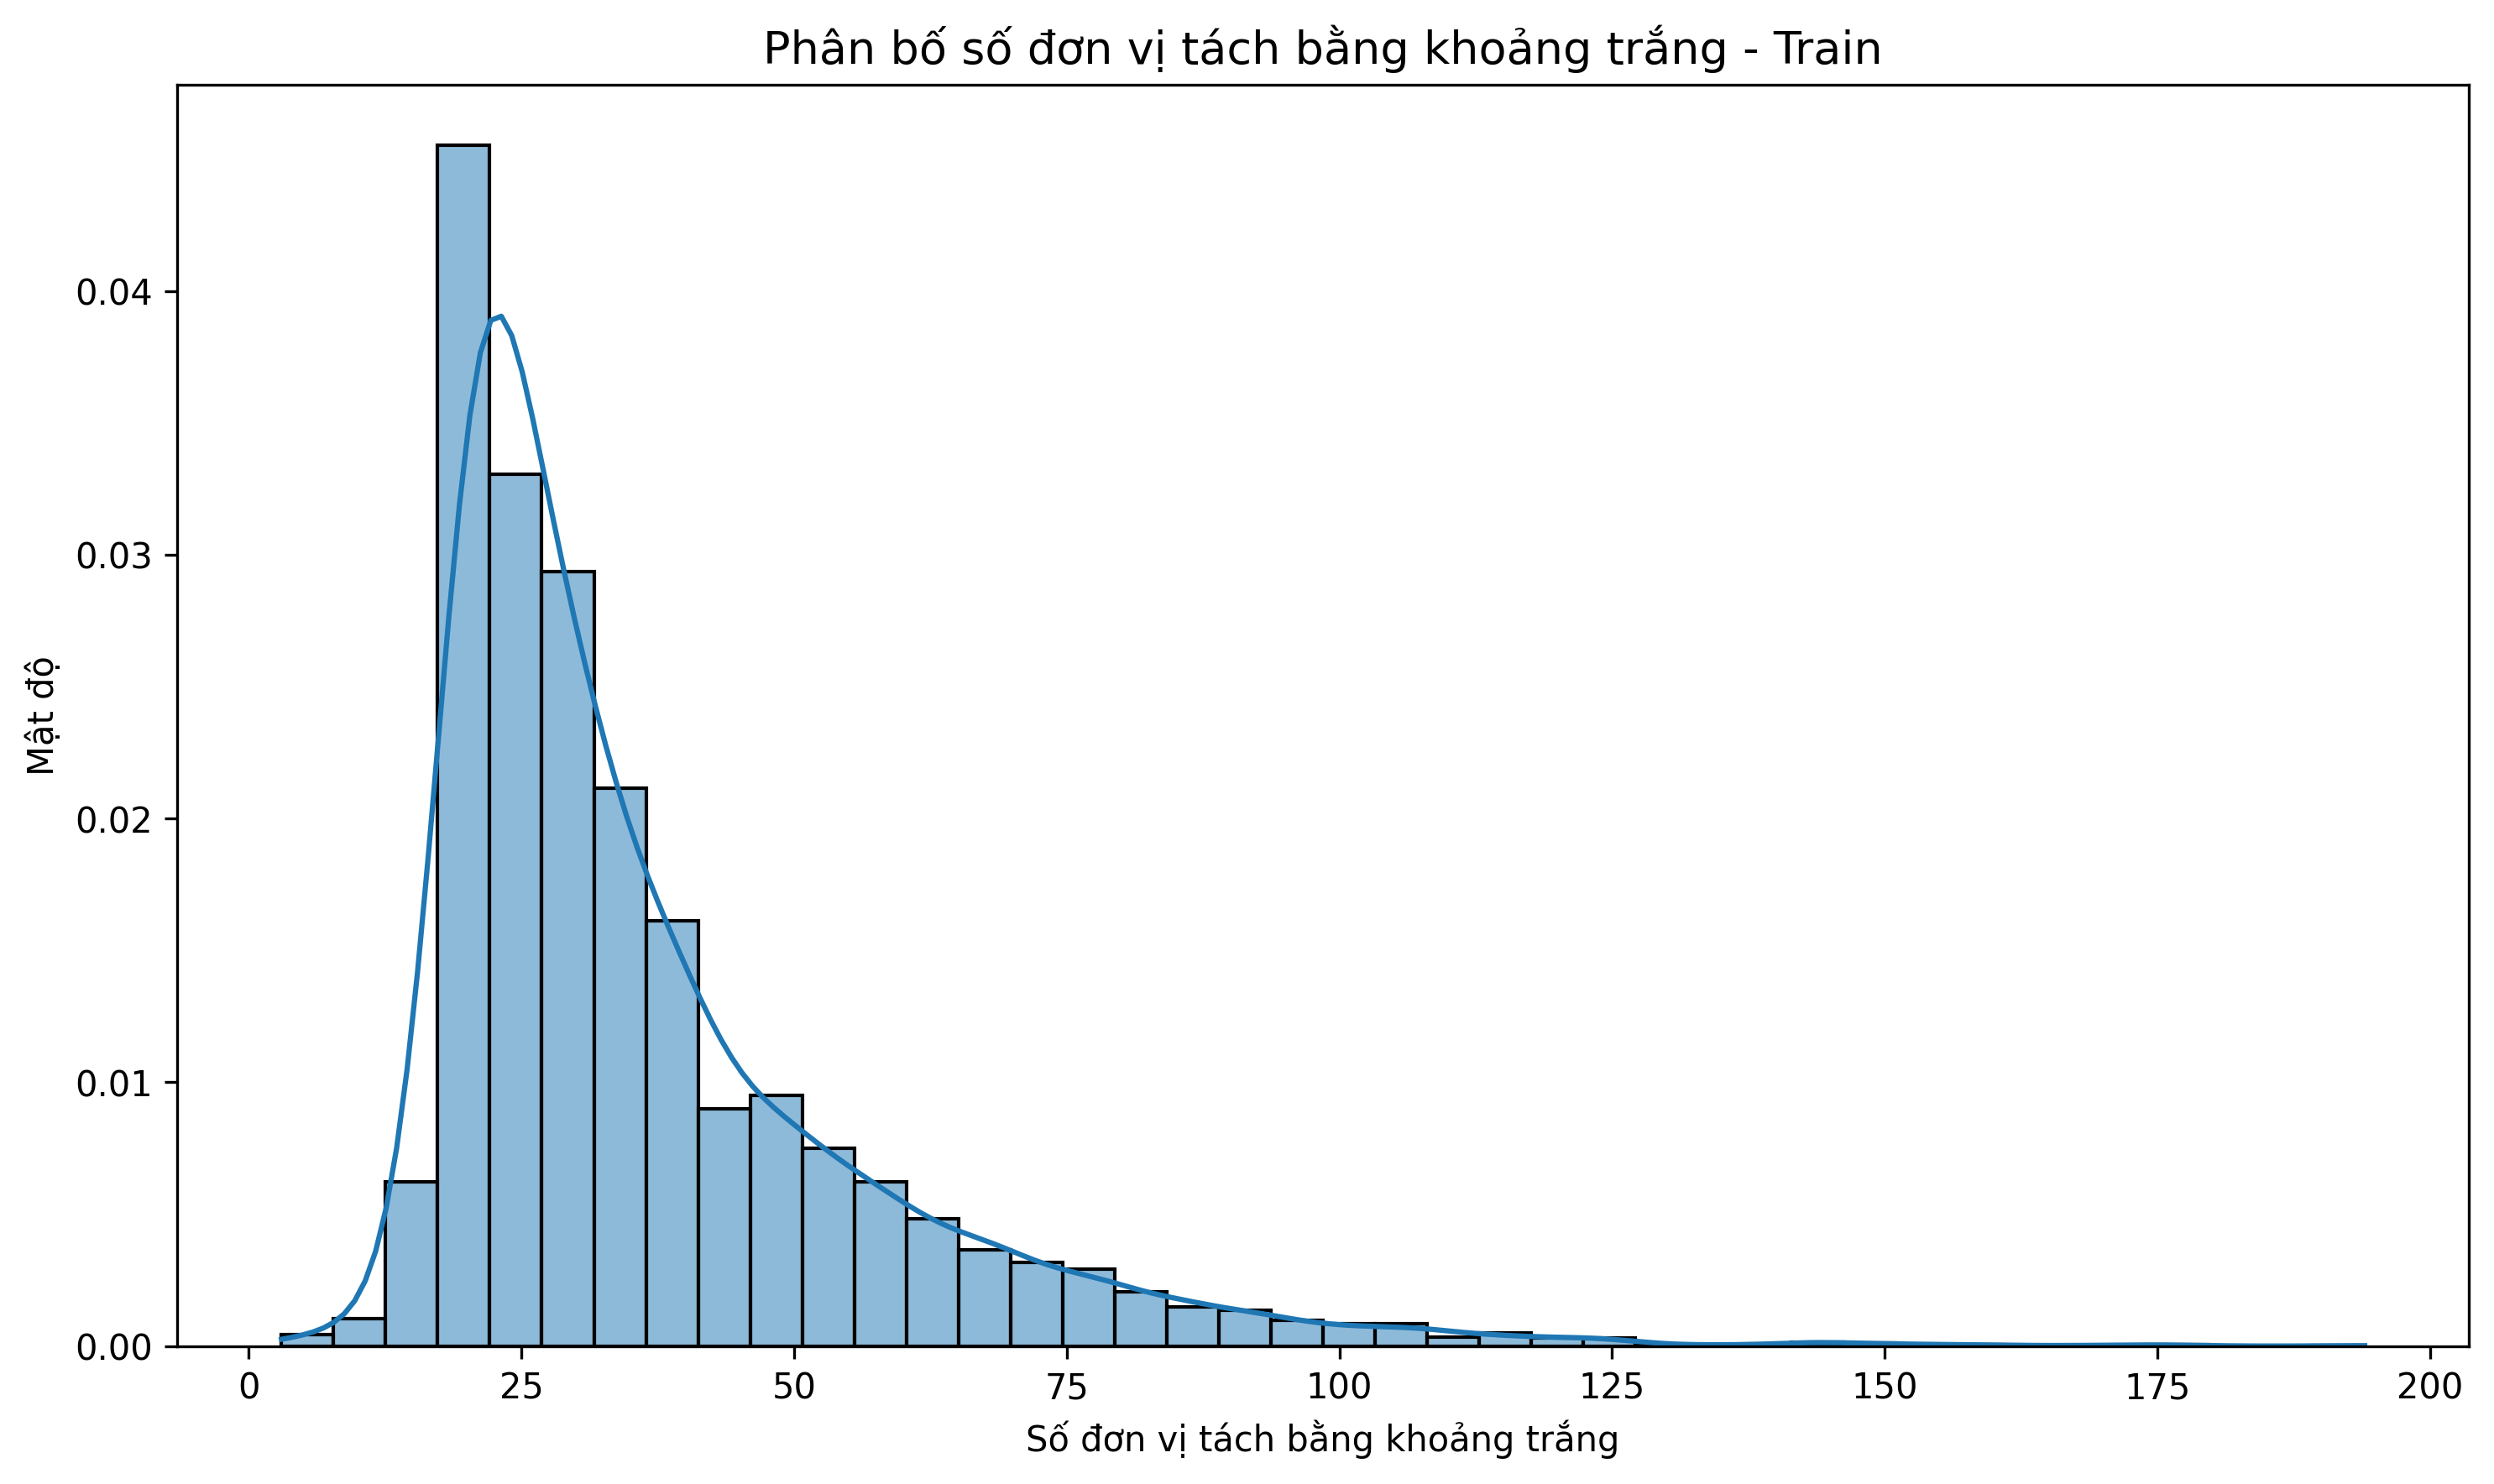 Phân bố số đơn vị tách bằng khoảng trắng - Train
Mật độ
0.04
0.03
0.02
0.01
0.00
0 25 50 75 100 125 150 175 200
Số đơn vị tách bằng khoảng trắng